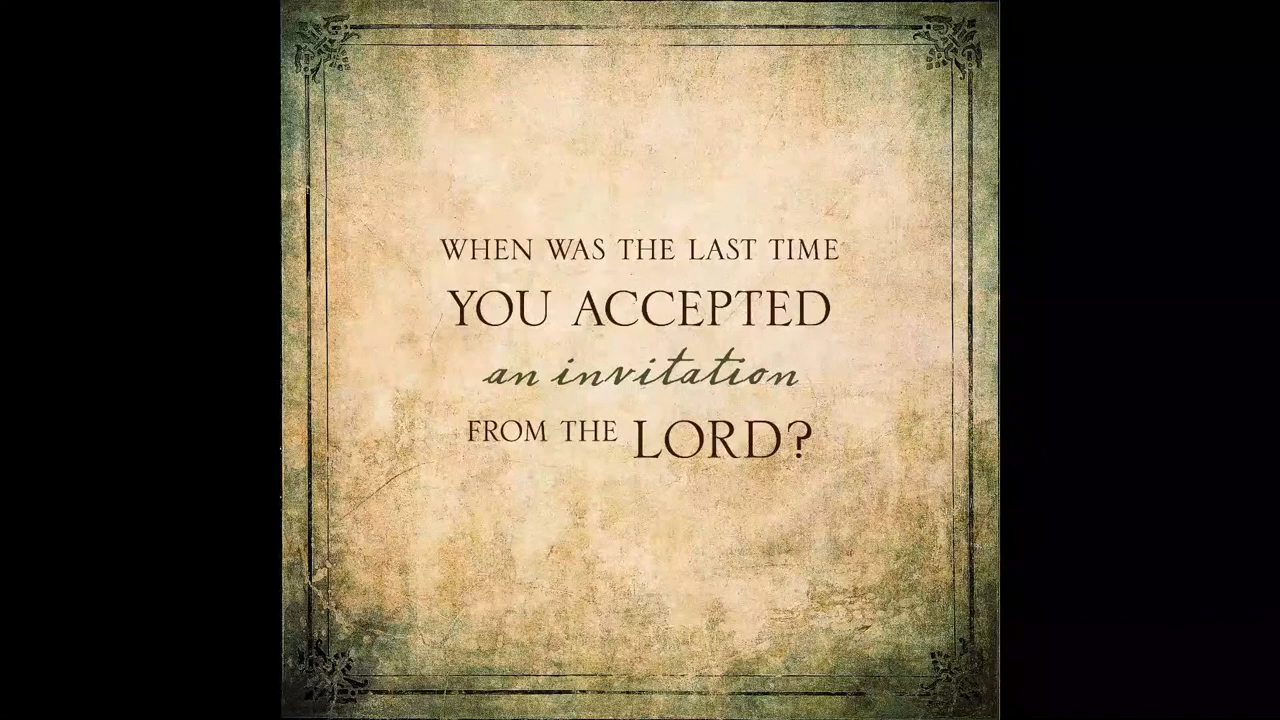 WHEN WAS THE LAST TIME
YOU ACCEPTED
an invitation
FROM THE LORD?